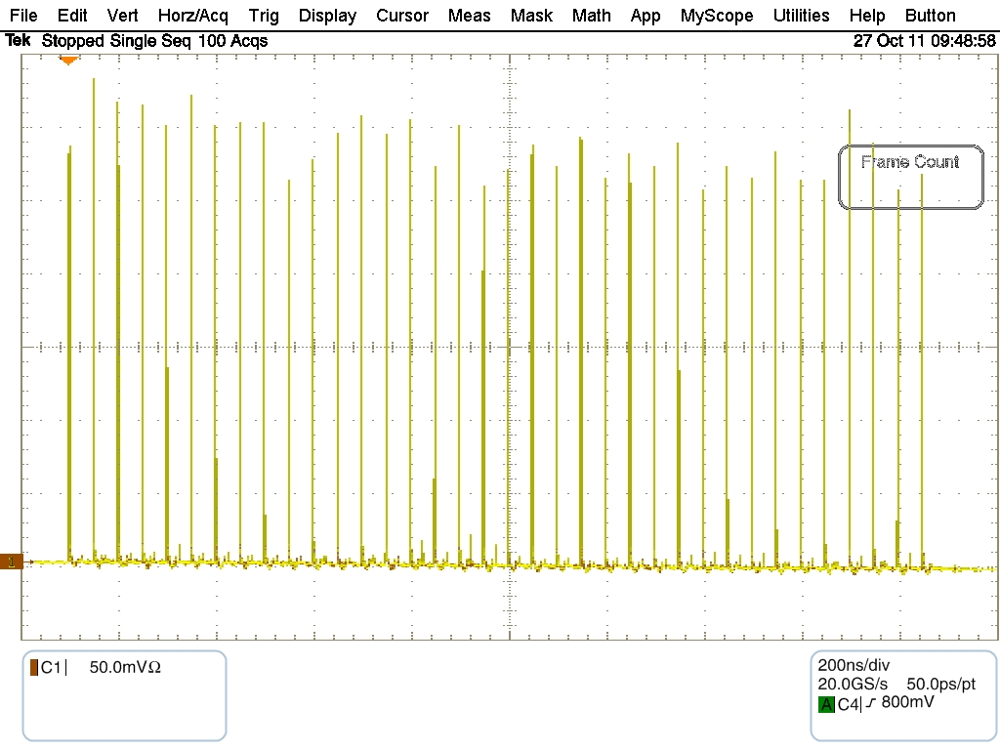 File Edit Vert Horz/Acq Trig Display Cursor Meas Mask Math App MyScope Utilities Help Button
Tek Stopped Single Seq 100 Acqs 27 Oct 11 09:48:58
Frame Count
1
C1 50.0mVΩ
200ns/div
20.0GS/s 50.0ps/pt
A C4 800mV